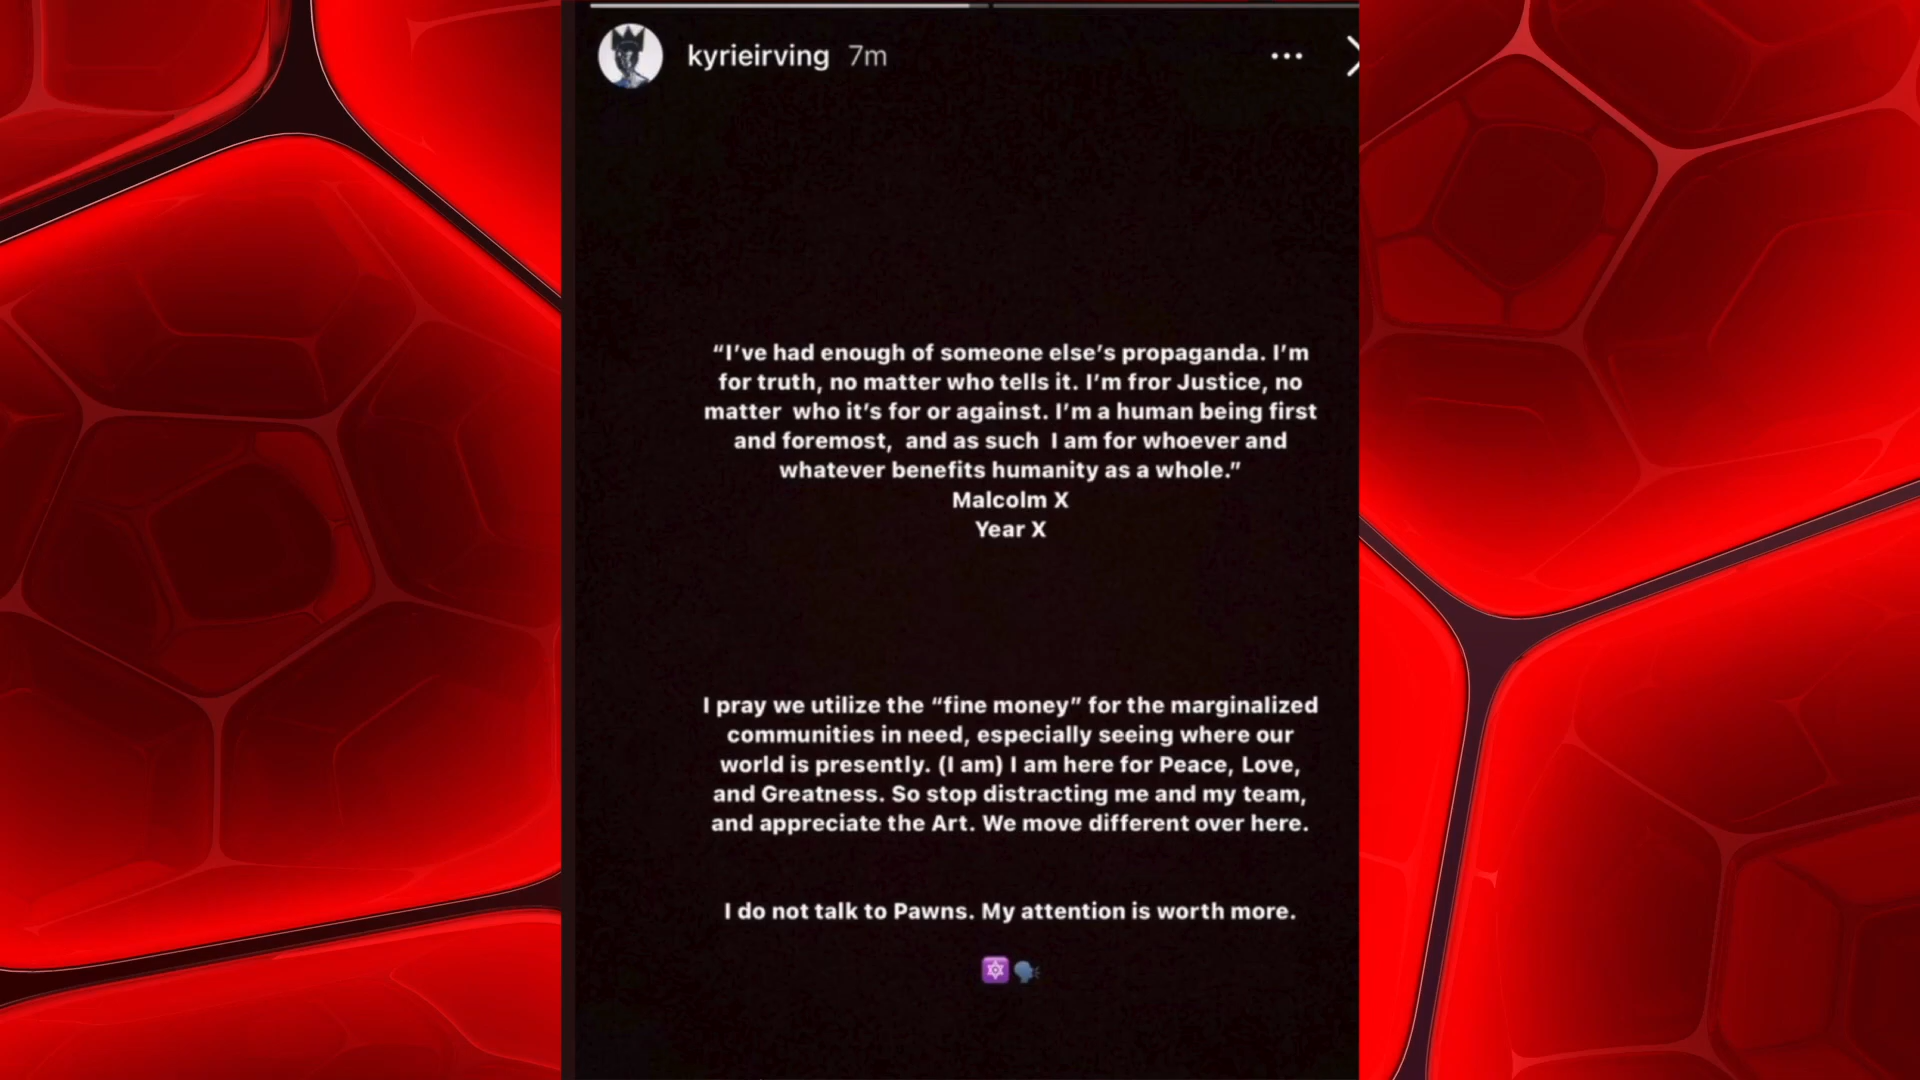 kyrieirving 7m
“I’ve had enough of someone else’s propaganda. I’m
for truth, no matter who tells it. I’m fror Justice, no
matter who it’s for or against. I’m a human being first
and foremost, and as such I am for whoever and
whatever benefits humanity as a whole.”
Malcolm X
Year X
I pray we utilize the “fine money” for the marginalized
communities in need, especially seeing where our
world is presently. (I am) I am here for Peace, Love,
and Greatness. So stop distracting me and my team,
and appreciate the Art. We move different over here.
I do not talk to Pawns. My attention is worth more.